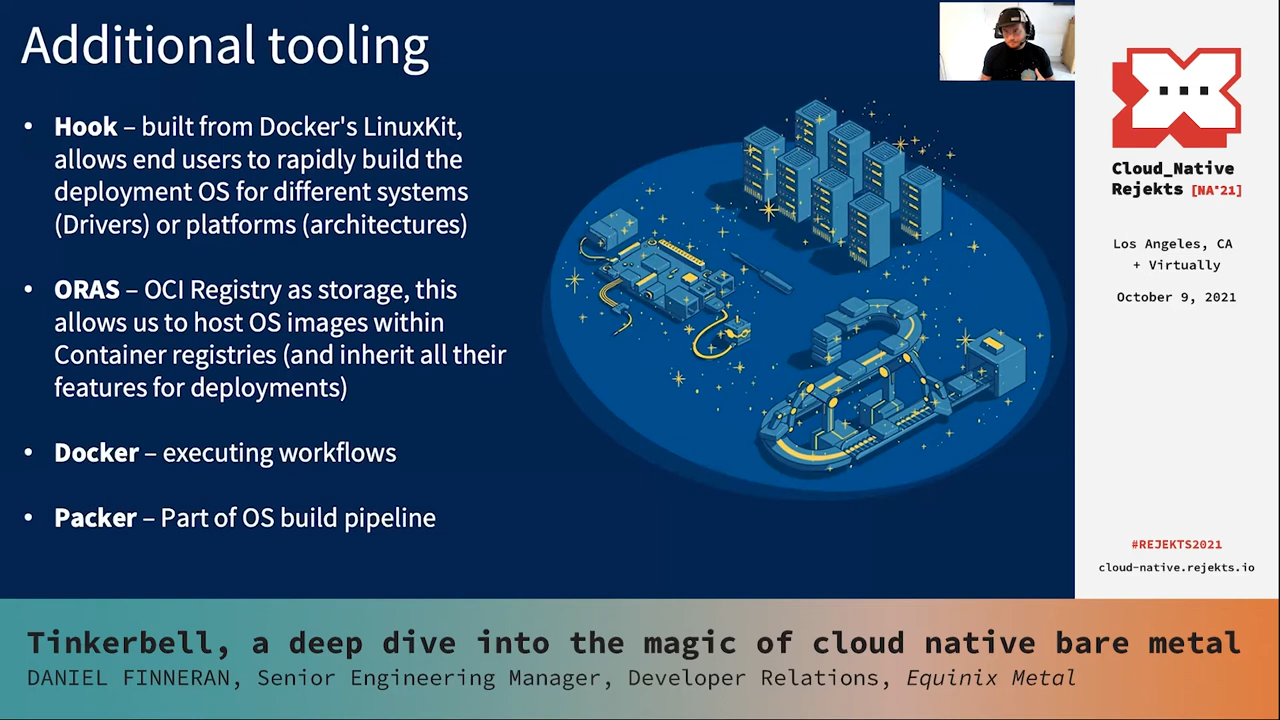 Additional tooling
• Hook – built from Docker's LinuxKit,
allows end users to rapidly build the
deployment OS for different systems
(Drivers) or platforms (architectures)
• ORAS – OCI Registry as storage, this
allows us to host OS images within
Container registries (and inherit all their
features for deployments)
• Docker – executing workflows
• Packer – Part of OS build pipeline
Cloud_Native
Rejekts [NA'21]
Los Angeles, CA
+ Virtually
October 9, 2021
#REJEKTS2021
cloud-native.rejekts.io
Tinkerbell, a deep dive into the magic of cloud native bare metal
DANIEL FINNERAN, Senior Engineering Manager, Developer Relations, Equinix Metal